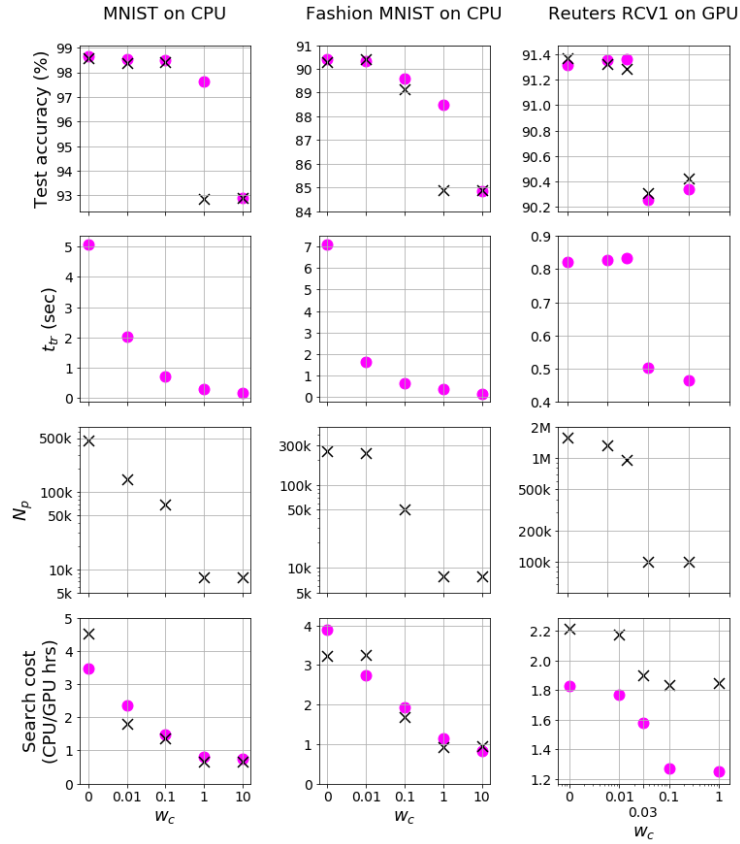 MNIST on CPU
Fashion MNIST on CPU
Reuters RCV1 on GPU
Test accuracy (%)
99
98
97
96
95
94
93
91
90
89
88
87
86
85
84
91.4
91.2
91.0
90.8
90.6
90.4
90.2
t_tr (sec)
5
4
3
2
1
0
7
6
5
4
3
2
1
0
0.9
0.8
0.7
0.6
0.5
0.4
N_p
500k
100k
50k
10k
5k
300k
100k
50k
10k
5k
2M
1M
500k
200k
100k
Search cost
(CPU/GPU hrs)
5
4
3
2
1
0
4
3
2
1
0
2.2
2.0
1.8
1.6
1.4
1.2
0 0.01 0.1 1 10
0 0.01 0.1 1 10
0 0.01 0.1 1
0.03
w_c
w_c
w_c